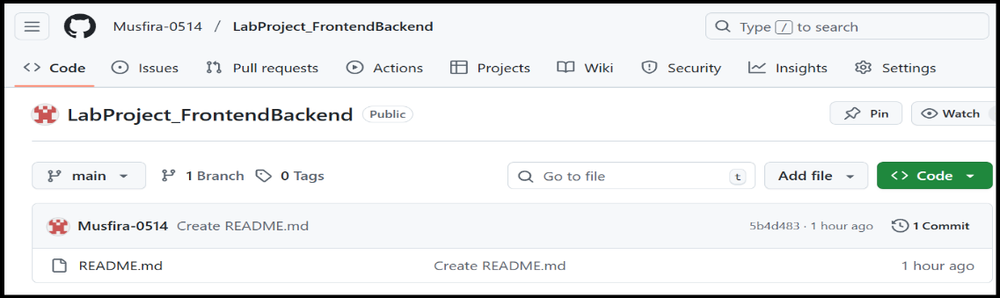 Musfira-0514 / LabProject_FrontendBackend Type / to search
Code Issues Pull requests Actions Projects Wiki Security Insights Settings
LabProject_FrontendBackend Public Pin Watch
main 1 Branch 0 Tags Go to file t Add file Code
Musfira-0514 Create README.md 5b4d483 · 1 hour ago 1 Commit
README.md Create README.md 1 hour ago